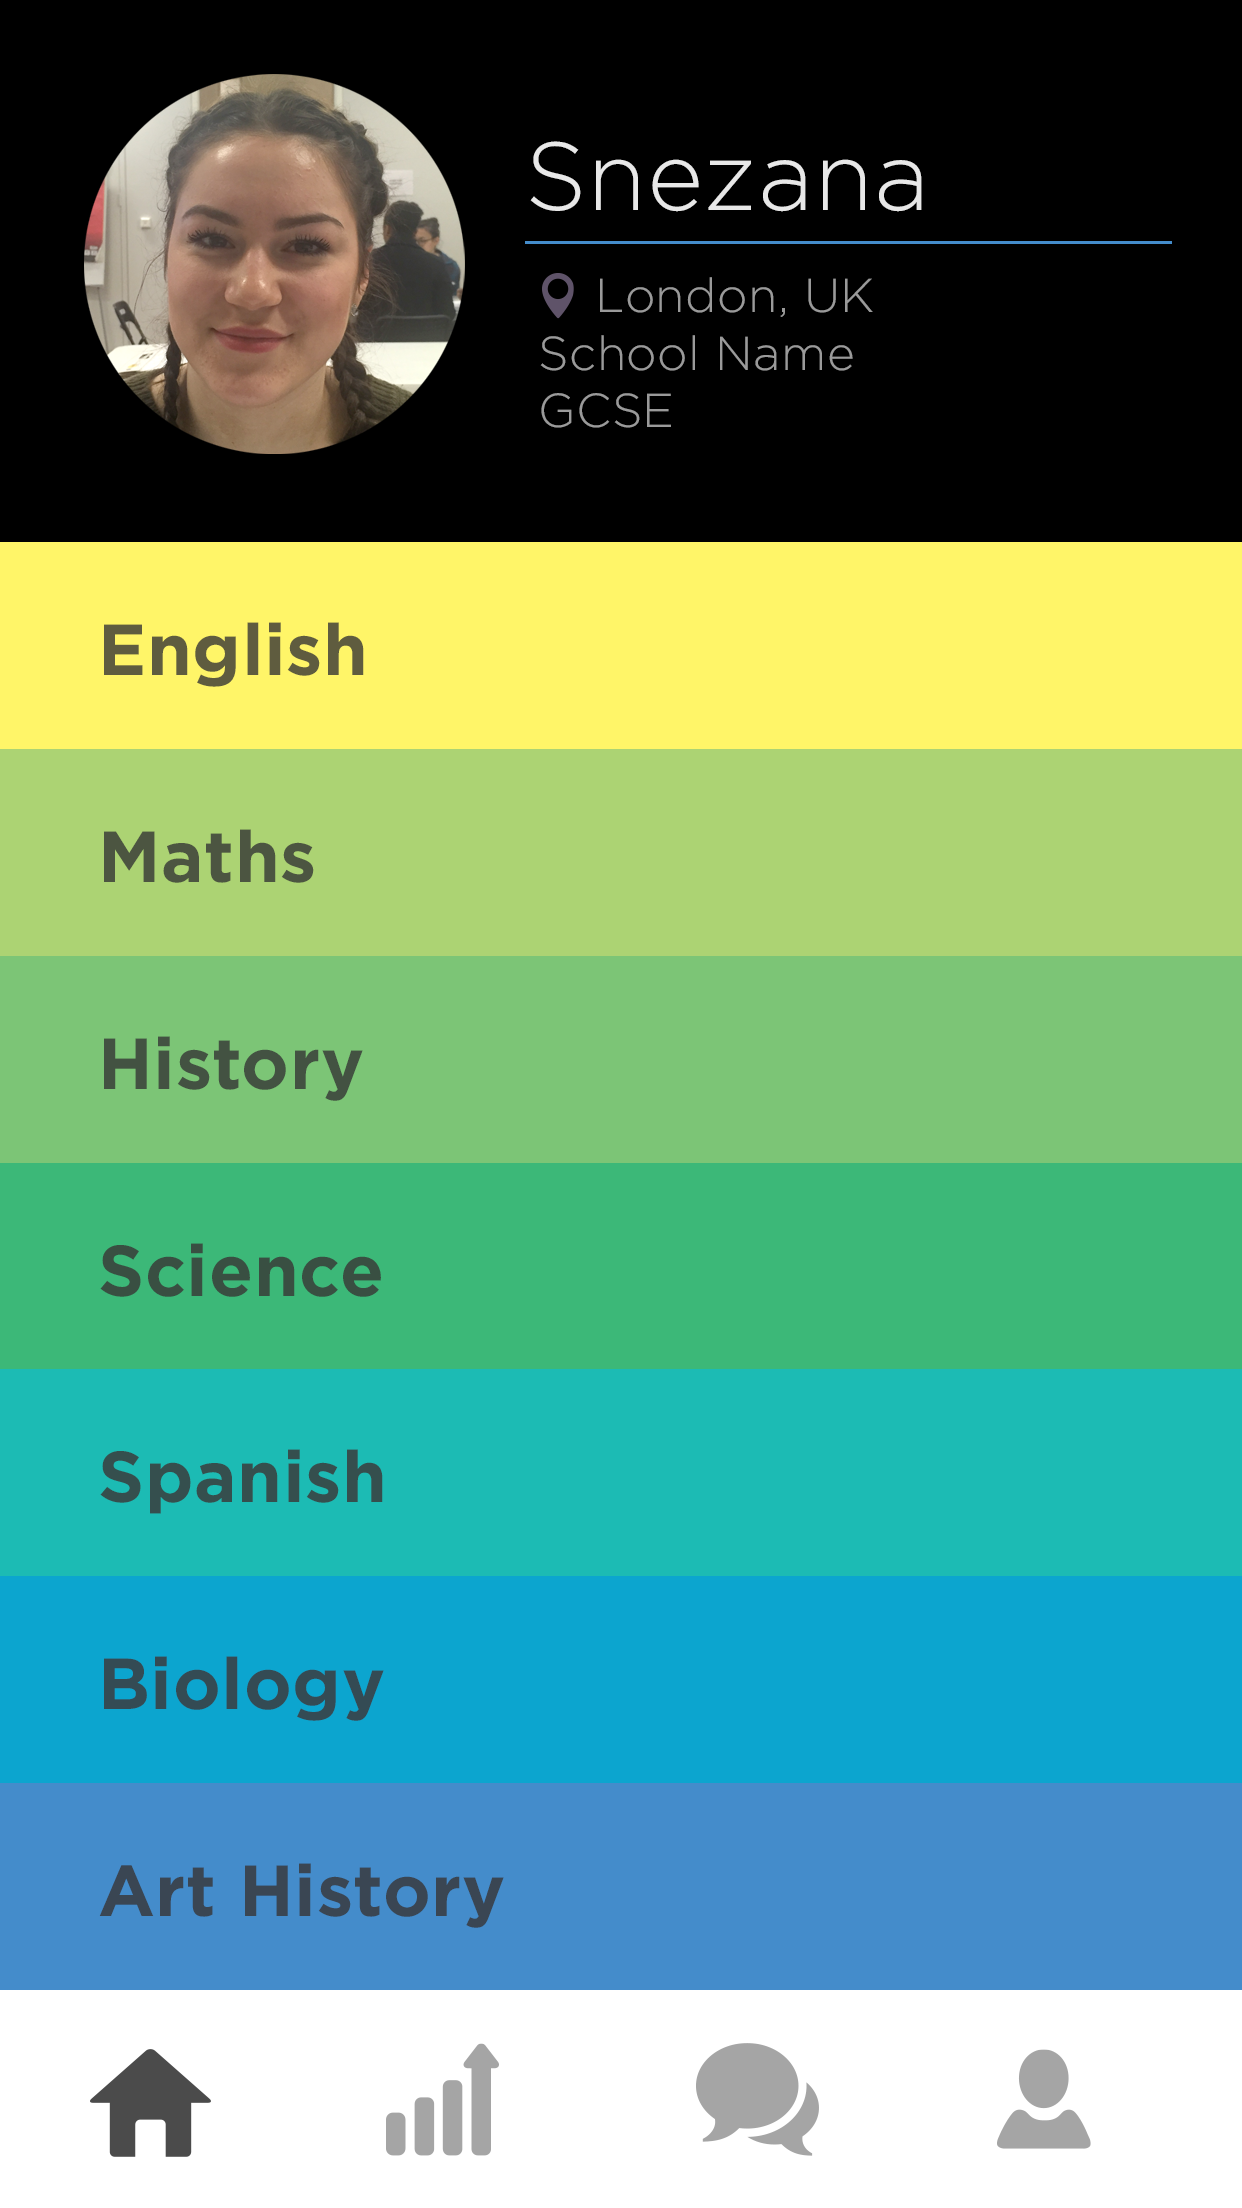 Snezana
London, UK
School Name
GCSE
English
Maths
History
Science
Spanish
Biology
Art History